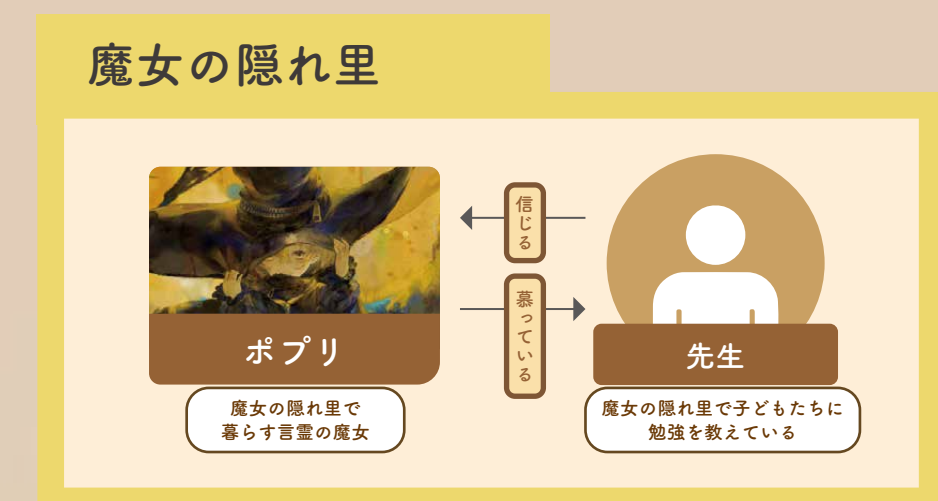 魔女の隠れ里
信じる
慕っている
ポプリ
先生
魔女の隠れ里で
暮らす言霊の魔女
魔女の隠れ里で子どもたちに
勉強を教えている